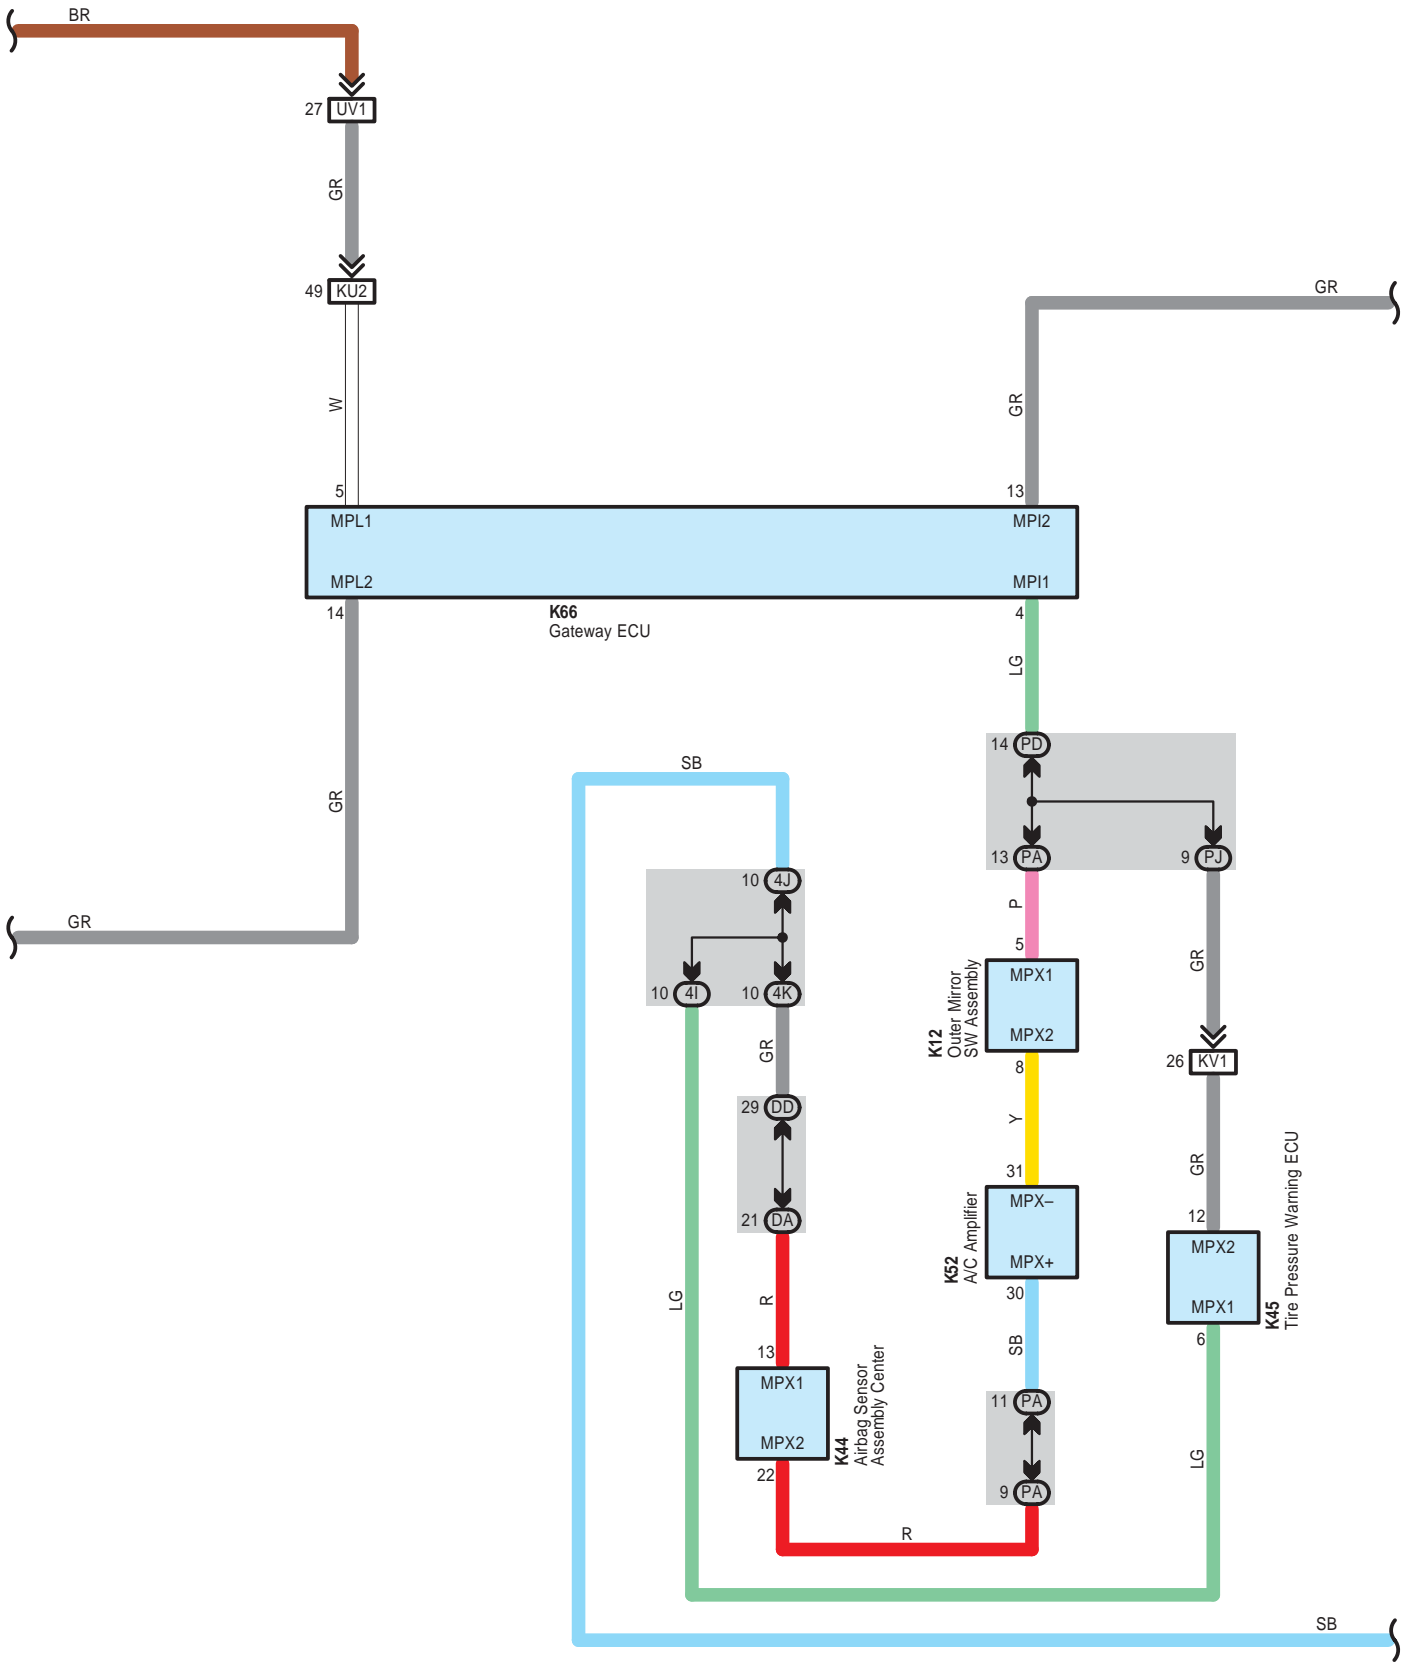 BR
27 UV1
GR
49 KU2
GR
W
GR
5
13
MPL1
MPI2
MPL2
MPI1
14
K66
4
Gateway ECU
LG
14 PD
SB
GR
13 PA
9 PJ
10 4J
P
GR
5
GR
MPX1
10 4I
10 4K
K12
Outer Mirror
SW Assembly
MPX2
GR
26 KV1
8
29 DD
Y
GR
31
MPX–
K52
A/C Amplifier
12
21 DA
MPX2
MPX+
K45
Tire Pressure Warning ECU
LG
R
30
MPX1
SB
6
13
MPX1
11 PA
K44
Airbag Sensor
Assembly Center
MPX2
LG
22
9 PA
R
SB